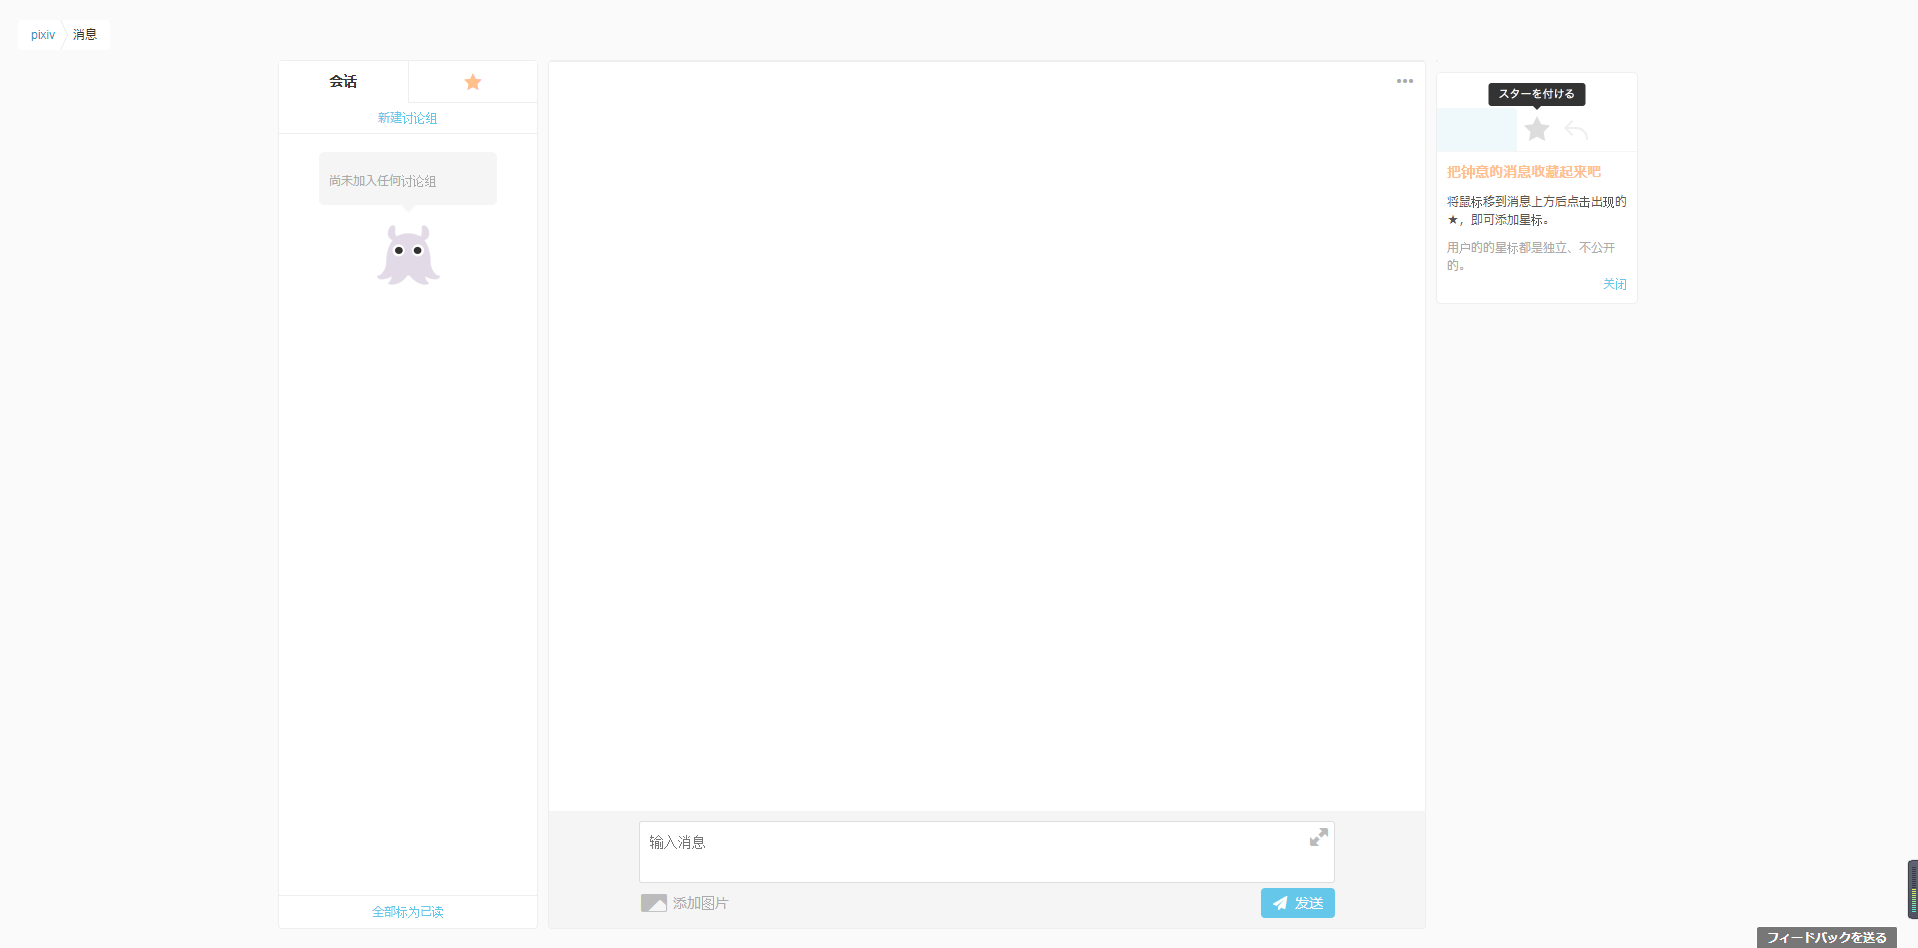 pixiv
消息
会话
新建讨论组
尚未加入任何讨论组
全部标为已读
输入消息
添加图片
发送
スターを付ける
把钟意的消息收藏起来吧
将鼠标移到消息上方后点击出现的
★，即可添加星标。
用户的的星标都是独立、不公开
的。
关闭
フィードバックを送る